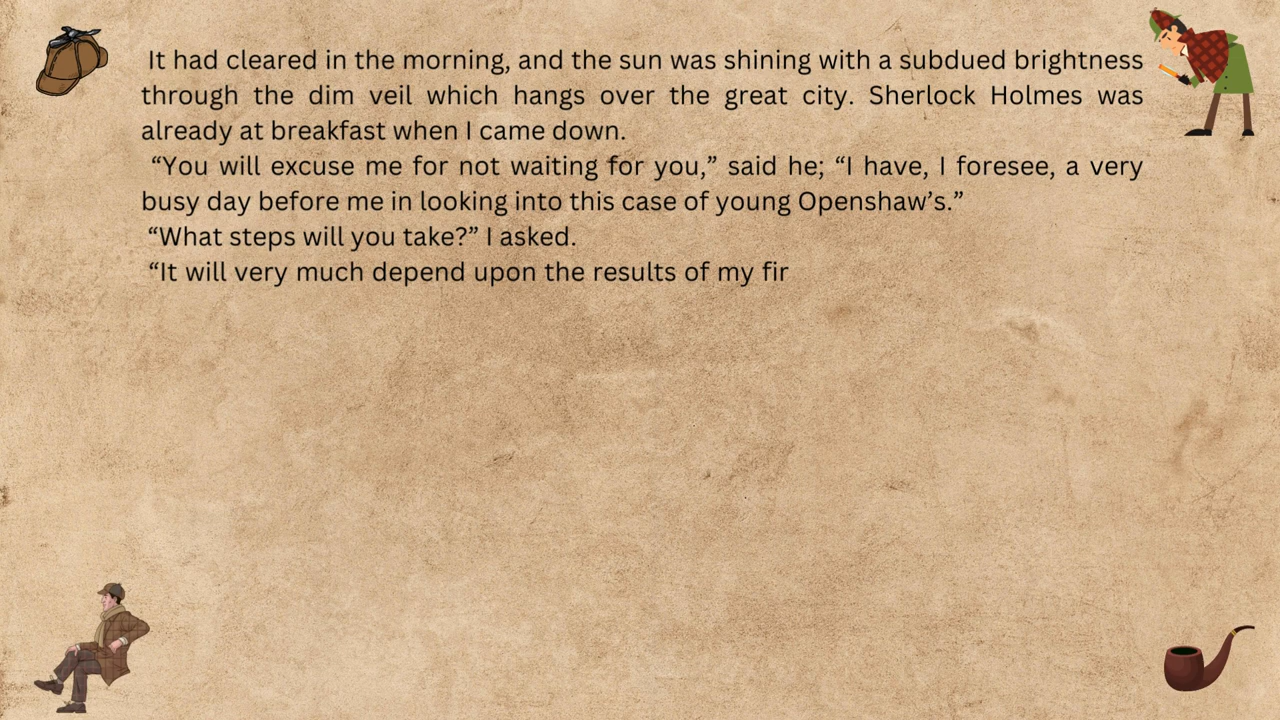 It had cleared in the morning, and the sun was shining with a subdued brightness
through the dim veil which hangs over the great city. Sherlock Holmes was
already at breakfast when I came down.
“You will excuse me for not waiting for you,” said he; “I have, I foresee, a very
busy day before me in looking into this case of young Openshaw’s.”
“What steps will you take?” I asked.
“It will very much depend upon the results of my fir